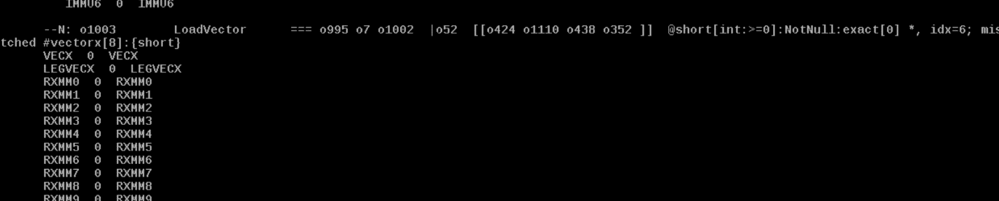 IMMU6  0  IMMU6
--N: o1003  LoadVector  === o995 o7 o1002  |o52  [[o424 o1110 o438 o352 ]]  @short[int:>=0]:NotNull:exact[0] *, idx=6; mis
tched #vectorx[8]:{short}
VECX  0  VECX
LEGVECX  0  LEGVECX
RXMM0  0  RXMM0
RXMM1  0  RXMM1
RXMM2  0  RXMM2
RXMM3  0  RXMM3
RXMM4  0  RXMM4
RXMM5  0  RXMM5
RXMM6  0  RXMM6
RXMM7  0  RXMM7
RXMM8  0  RXMM8
RXMM9  0  RXMM9